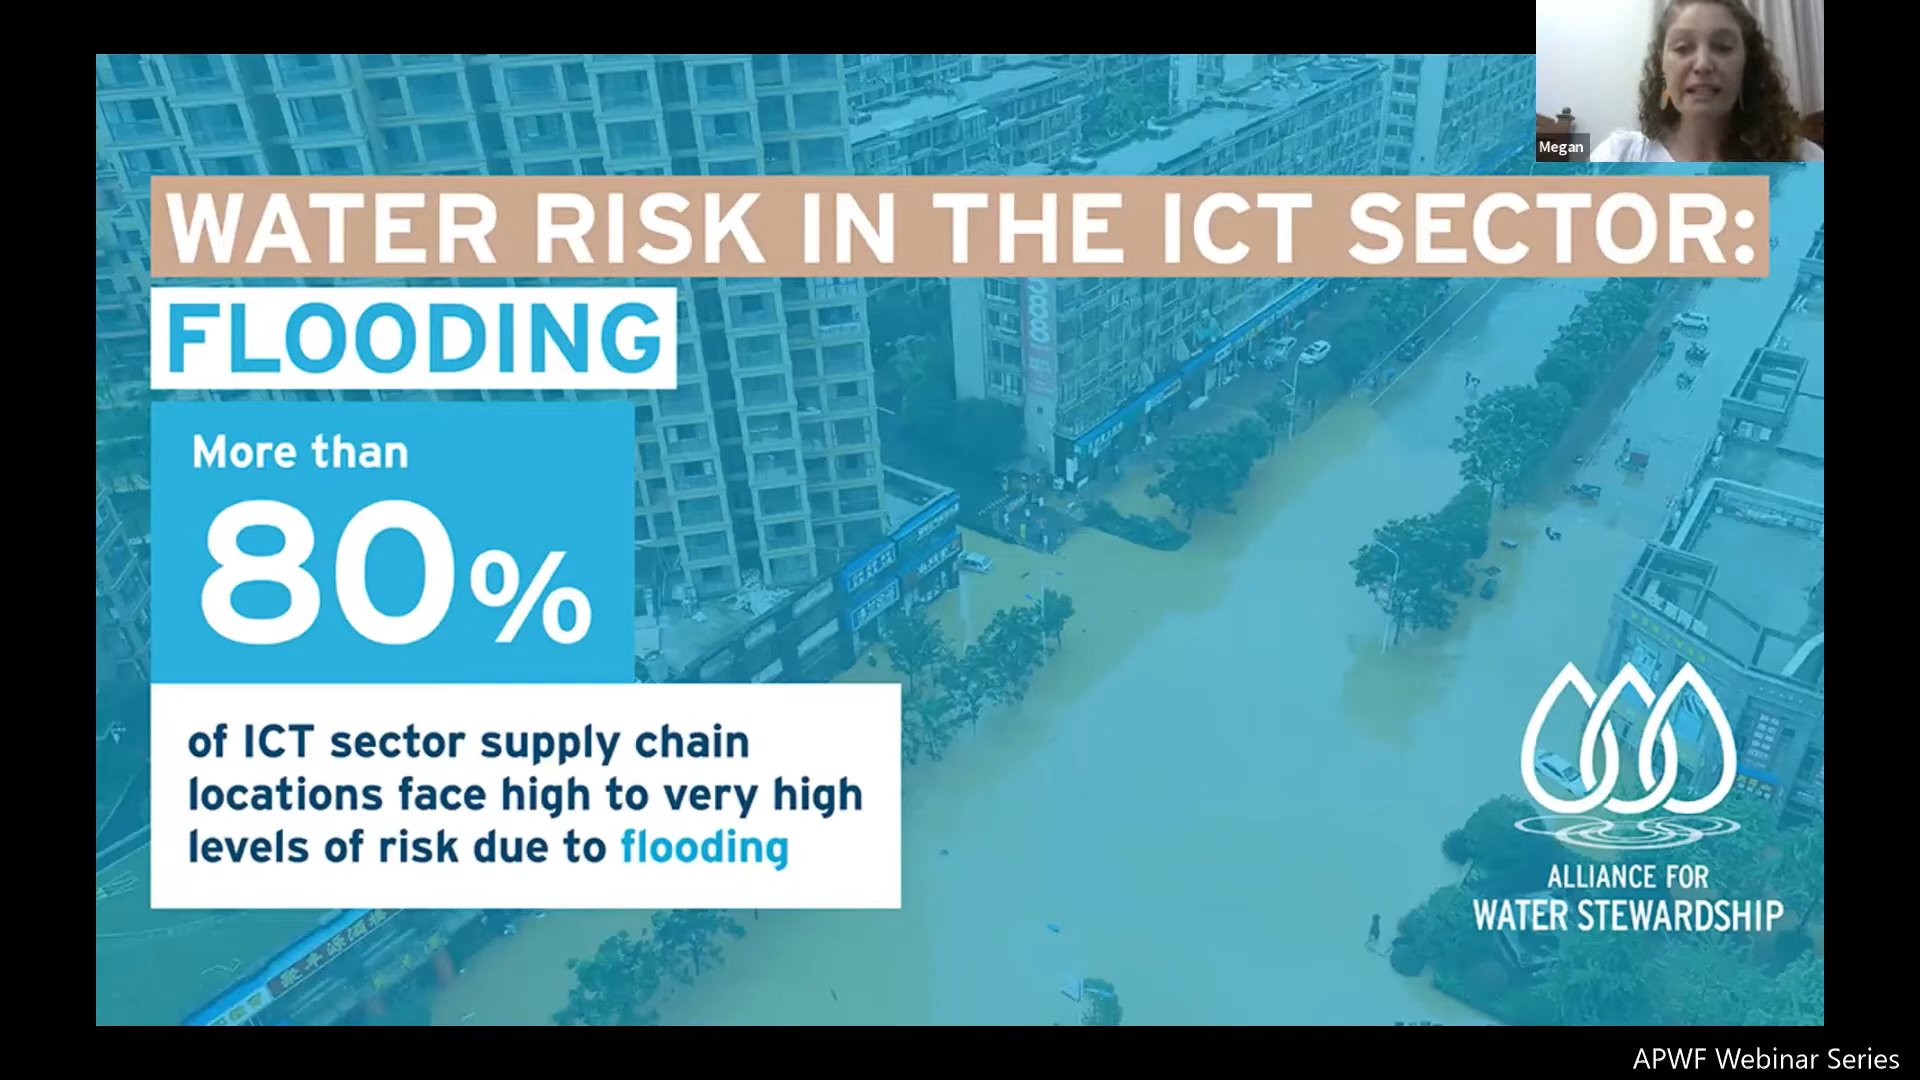 Megan
WATER RISK IN THE ICT SECTOR:
FLOODING
More than
80%
of ICT sector supply chain
locations face high to very high
levels of risk due to flooding
ALLIANCE FOR
WATER STEWARDSHIP
APWF Webinar Series